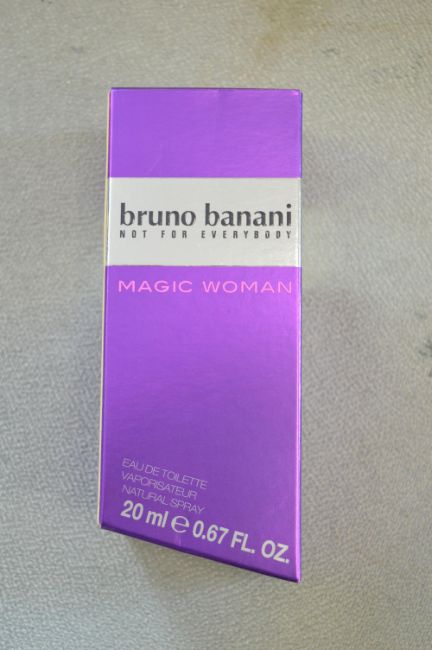 bruno banani
NOT FOR EVERYBODY
MAGIC WOMAN
EAU DE TOILETTE
VAPORISATEUR
NATURAL SPRAY
20 ml ℮ 0.67 FL. OZ.